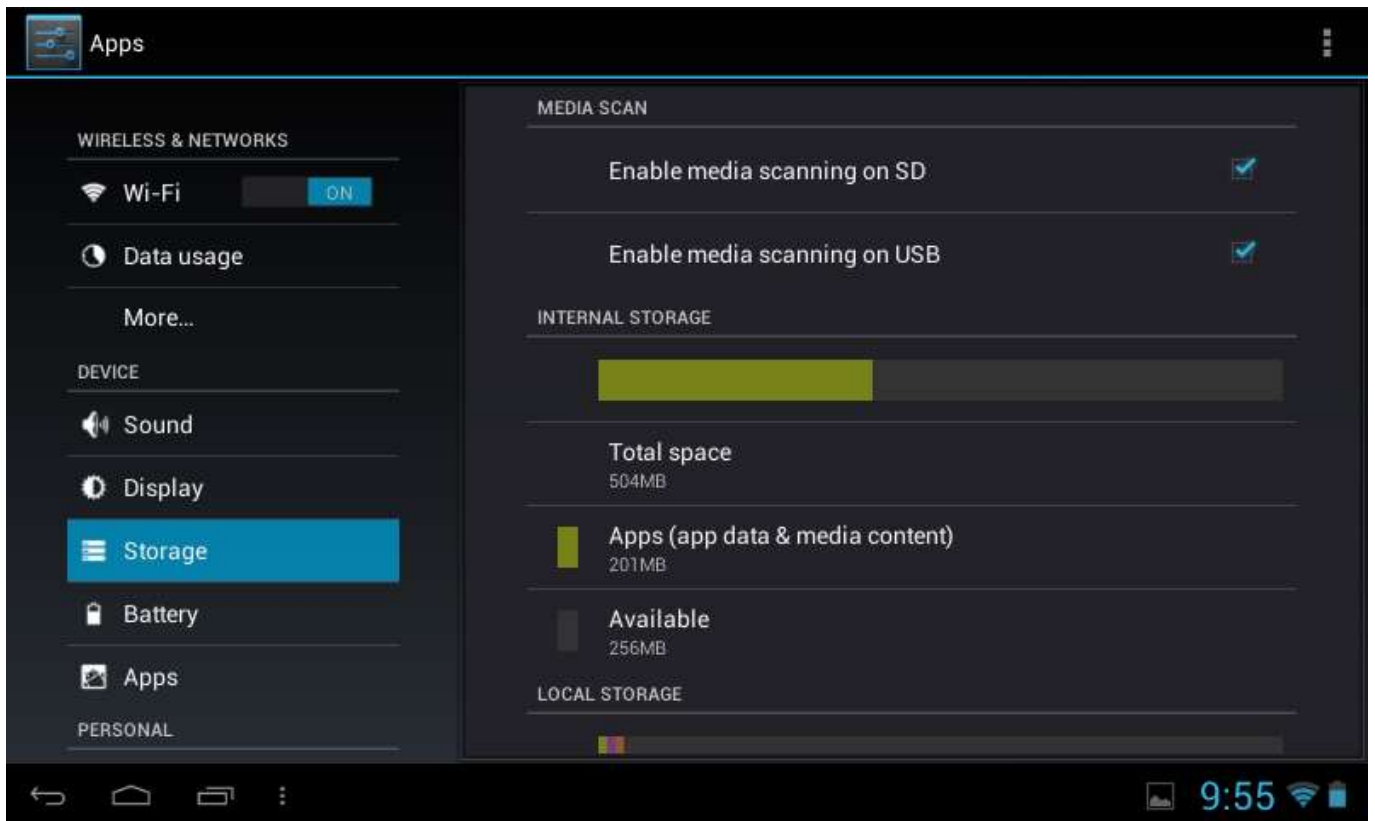 Apps
WIRELESS & NETWORKS
Wi-Fi ON
Data usage
More...
DEVICE
Sound
Display
Storage
Battery
Apps
PERSONAL
MEDIA SCAN
Enable media scanning on SD
Enable media scanning on USB
INTERNAL STORAGE
Total space
504MB
Apps (app data & media content)
201MB
Available
256MB
LOCAL STORAGE
9:55